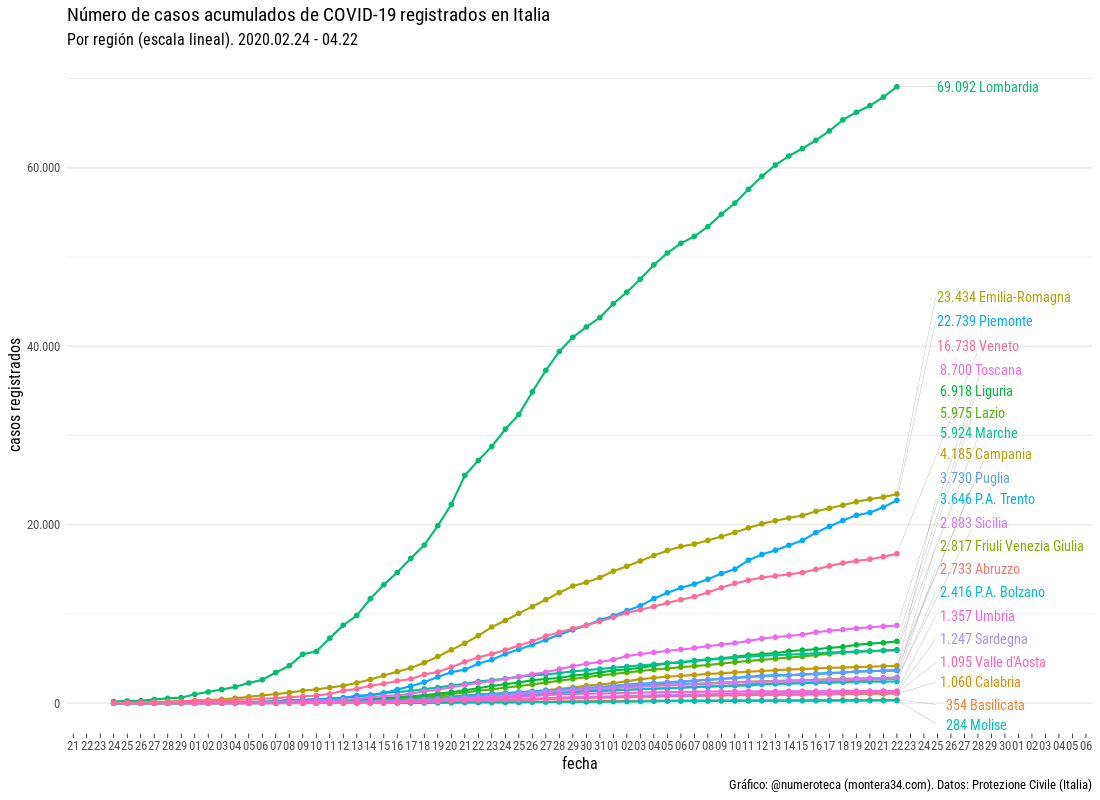 Número de casos acumulados de COVID-19 registrados en Italia
Por región (escala lineal). 2020.02.24 - 04.22
casos registrados
60.000
40.000
20.000
0
69.092 Lombardia
23.434 Emilia-Romagna
22.739 Piemonte
16.738 Veneto
8.700 Toscana
6.918 Liguria
5.975 Lazio
5.924 Marche
4.185 Campania
3.730 Puglia
3.646 P.A. Trento
2.883 Sicilia
2.817 Friuli Venezia Giulia
2.733 Abruzzo
2.416 P.A. Bolzano
1.357 Umbria
1.247 Sardegna
1.095 Valle d'Aosta
1.060 Calabria
354 Basilicata
284 Molise
21 22 23 24 25 26 27 28 29 01 02 03 04 05 06 07 08 09 10 11 12 13 14 15 16 17 18 19 20 21 22 23 24 25 26 27 28 29 30 31 01 02 03 04 05 06 07 08 09 10 11 12 13 14 15 16 17 18 19 20 21 22 23 24 25 26 27 28 29 30 01 02 03 04 05 06
fecha
Gráfico: @numeroteca (montera34.com). Datos: Protezione Civile (Italia)